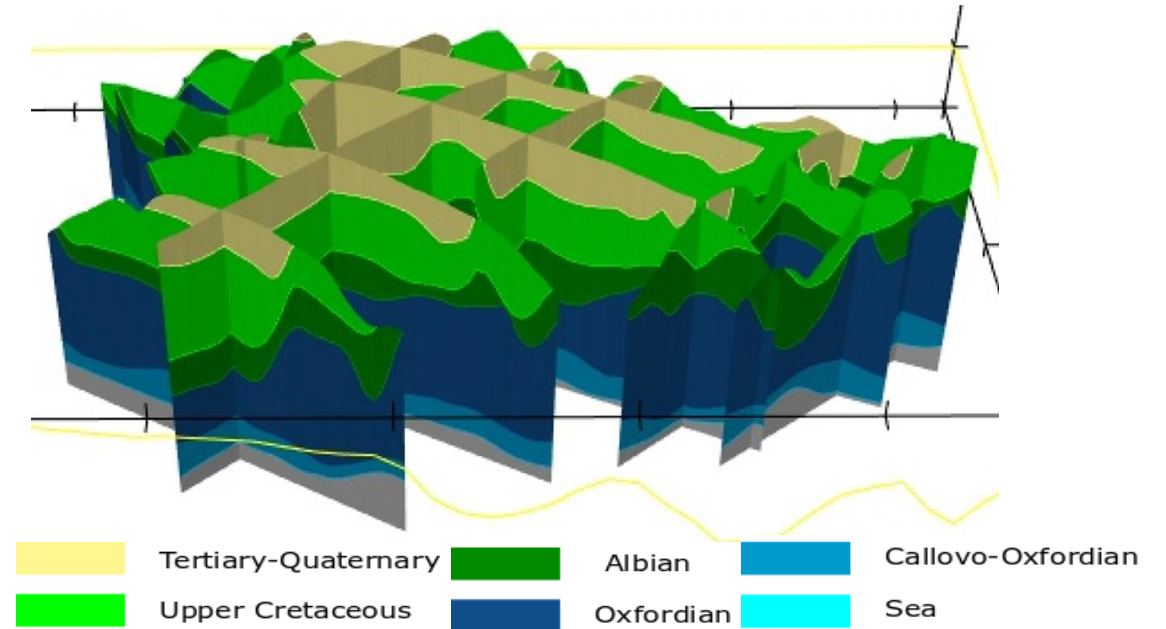 Tertiary-Quaternary
Albian
Callovo-Oxfordian
Upper Cretaceous
Oxfordian
Sea